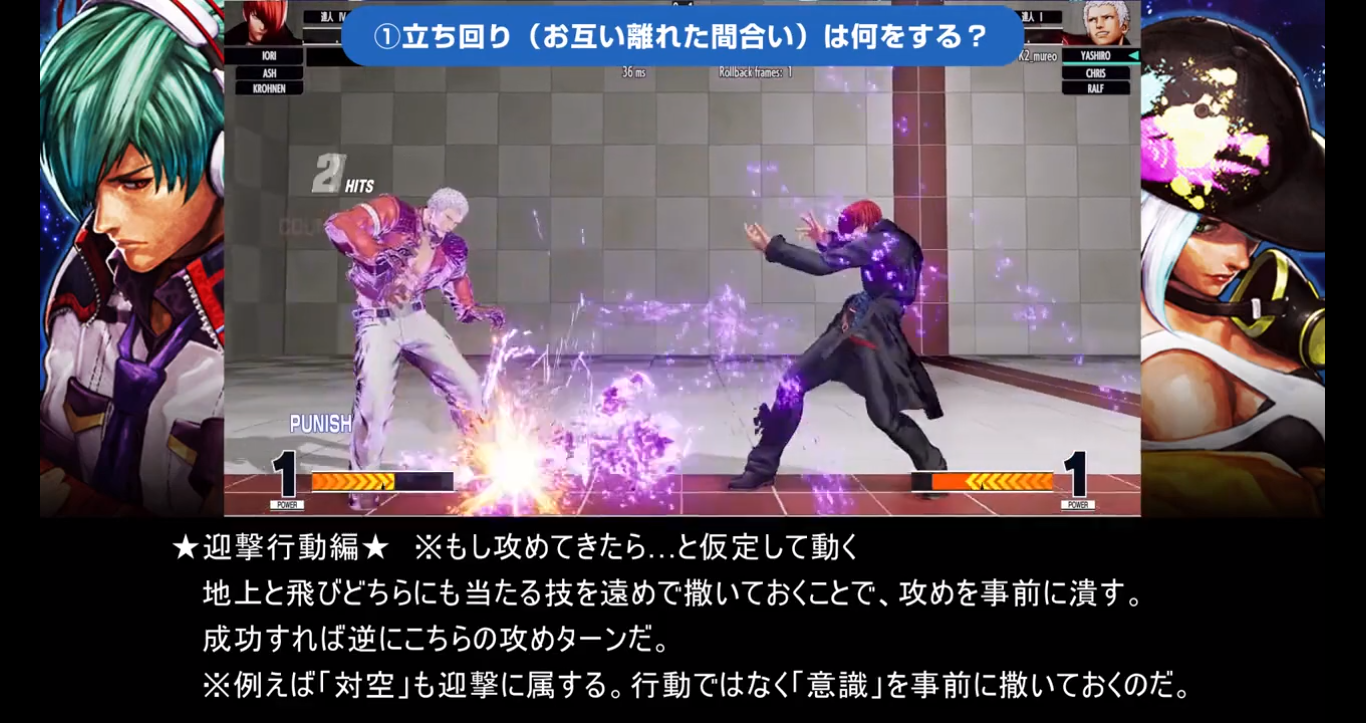 ①立ち回り（お互い離れた間合い）は何をする？
達人 Ⅳ
達人 Ⅰ
IORI
ASH
KROHNEN
36 ms
Rollback frames: 1
K2_mureo
YASHIRO
CHRIS
RALF
2 HITS
COUN
PUNISH
1
POWER
1
POWER
★迎撃行動編★　※もし攻めてきたら…と仮定して動く
地上と飛びどちらにも当たる技を遠めで撒いておくことで、攻めを事前に潰す。
成功すれば逆にこちらの攻めターンだ。
※例えば「対空」も迎撃に属する。行動ではなく「意識」を事前に撒いておくのだ。